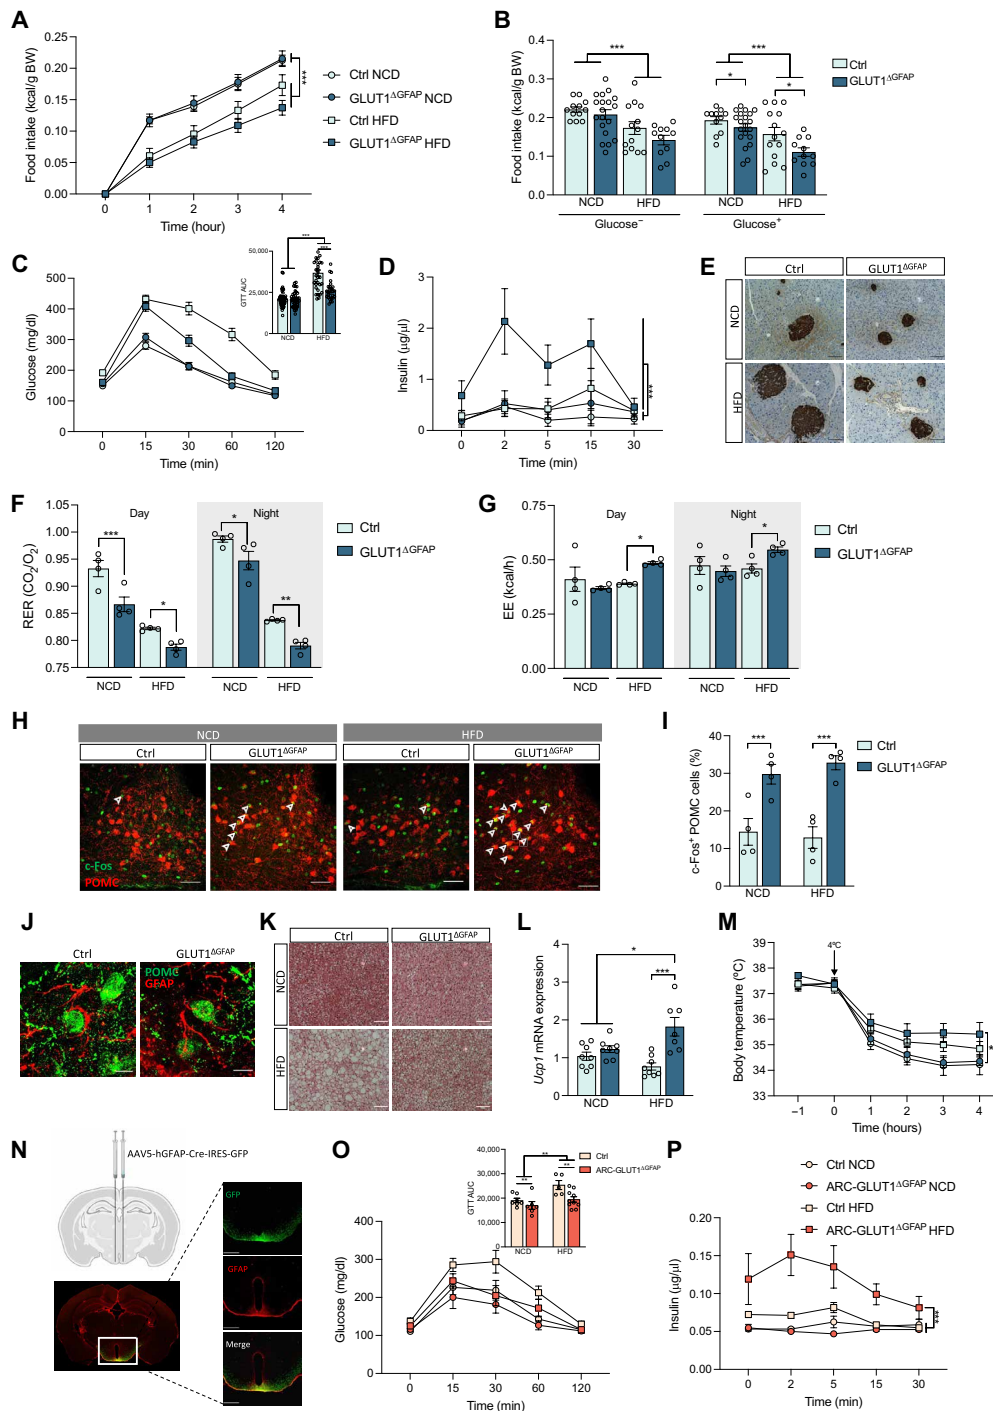 A
Food intake (kcal/g BW)
0.25
0.20
0.15
0.10
0.05
0.00
0 1 2 3 4
Time (hour)
***
Ctrl NCD
GLUT1ΔGFAP NCD
Ctrl HFD
GLUT1ΔGFAP HFD
B
Food intake (kcal/g BW)
0.4
0.3
0.2
0.1
0.0
*** ***
* *
NCD HFD NCD HFD
Glucose− Glucose+
Ctrl
GLUT1ΔGFAP
C
Glucose (mg/dl)
500
400
300
200
100
0
0 15 30 60 120
Time (min)
GTT AUC
50,000
25,000
0
***
***
NCD HFD
D
Insulin (µg/µl)
3
2
1
0
0 2 5 15 30
Time (min)
***
E
Ctrl GLUT1ΔGFAP
NCD
HFD
F
RER (CO2/O2)
1.05
1.00
0.95
0.90
0.85
0.80
0.75
Day Night
*** * * **
NCD HFD NCD HFD
Ctrl
GLUT1ΔGFAP
G
EE (kcal/h)
0.75
0.50
0.25
0.00
Day Night
* *
NCD HFD NCD HFD
Ctrl
GLUT1ΔGFAP
H
NCD HFD
Ctrl GLUT1ΔGFAP Ctrl GLUT1ΔGFAP
c-Fos
POMC
I
c-Fos+ POMC cells (%)
40
30
20
10
0
*** ***
NCD HFD
Ctrl
GLUT1ΔGFAP
J
Ctrl GLUT1ΔGFAP
POMC
GFAP
K
Ctrl GLUT1ΔGFAP
NCD
HFD
L
Ucp1 mRNA expression
4
3
2
1
0
*
***
NCD HFD
M
Body temperature (ºC)
39
38
37
36
35
34
33
4ºC
*
−1 0 1 2 3 4
Time (hours)
N
AAV5-hGFAP-Cre-IRES-GFP
GFP
GFAP
Merge
O
GTT AUC
40,000
30,000
20,000
10,000
0
**
** **
NCD HFD
Ctrl
ARC-GLUT1ΔGFAP
Glucose (mg/dl)
400
300
200
100
0
0 15 30 60 120
Time (min)
P
Ctrl NCD
ARC-GLUT1ΔGFAP NCD
Ctrl HFD
ARC-GLUT1ΔGFAP HFD
Insulin (µg/µl)
0.20
0.15
0.10
0.05
0.00
***
0 2 5 15 30
Time (min)